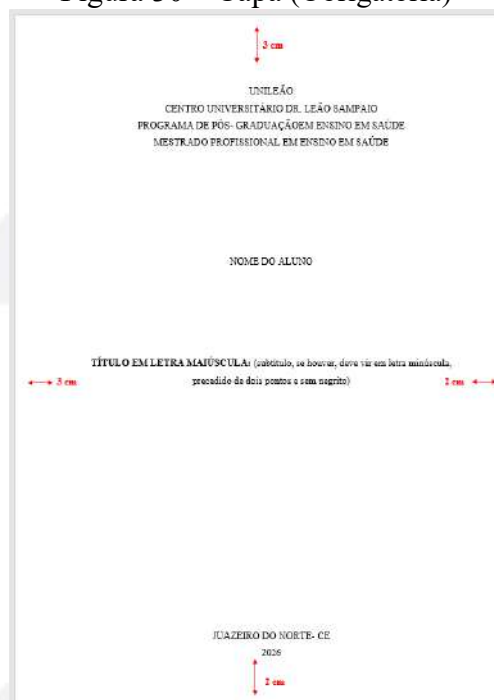 Figura 30 – Capa (Obrigatória)
3 cm
UNILEÃO
CENTRO UNIVERSITÁRIO DR. LEÃO SAMPAIO
PROGRAMA DE PÓS- GRADUAÇÃOEM ENSINO EM SAÚDE
MESTRADO PROFISSIONAL EM ENSINO EM SAÚDE
NOME DO ALUNO
TÍTULO EM LETRA MAIÚSCULA: (subtítulo, se houver, deve vir em letra minúscula,
3 cm precedido de dois pontos e sem negrito) 2 cm
JUAZEIRO DO NORTE- CE
2026
2 cm